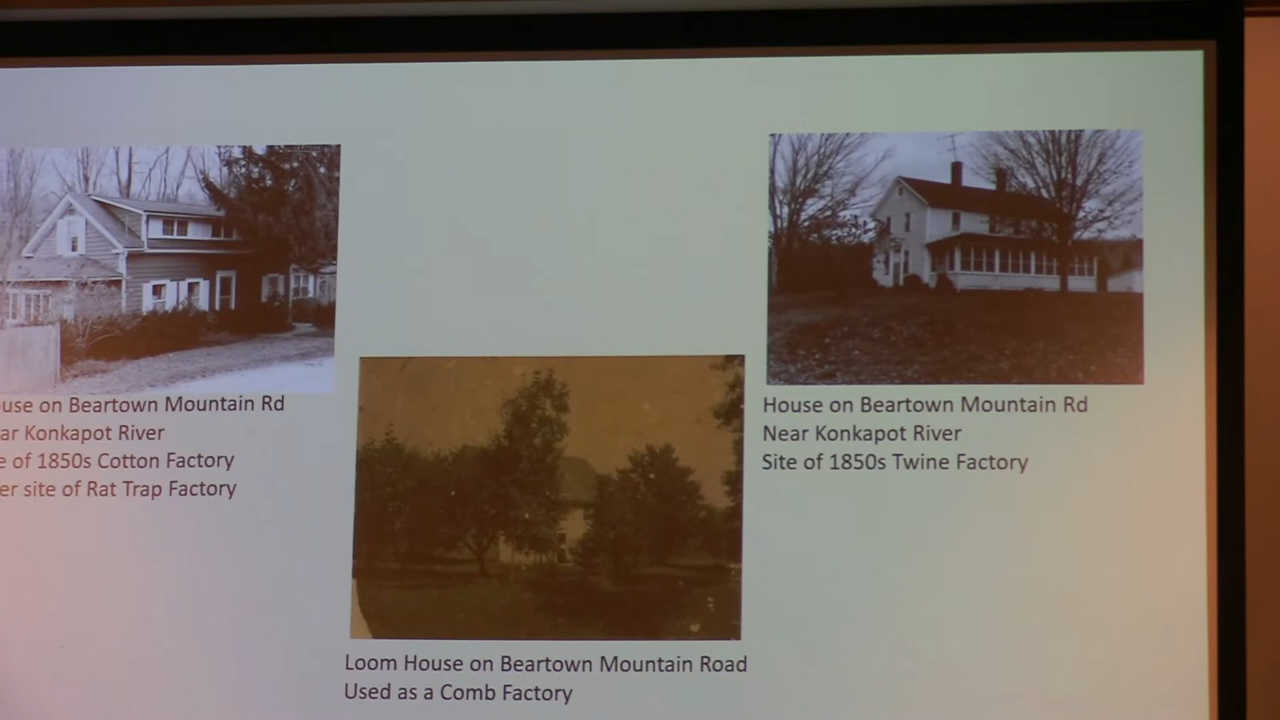 use on Beartown Mountain Rd
ar Konkapot River
e of 1850s Cotton Factory
er site of Rat Trap Factory
Loom House on Beartown Mountain Road
Used as a Comb Factory
House on Beartown Mountain Rd
Near Konkapot River
Site of 1850s Twine Factory